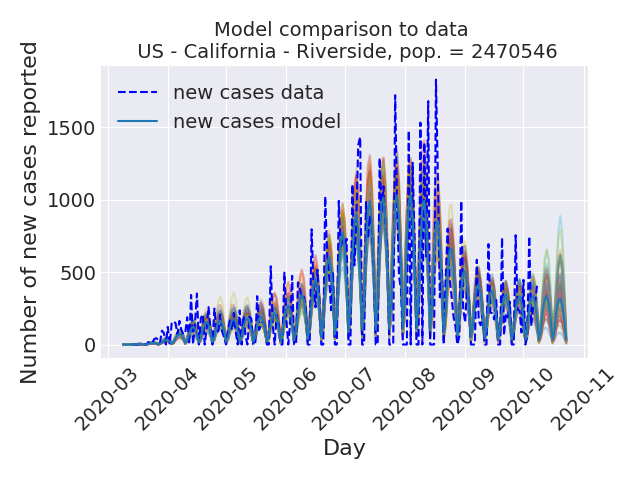 Model comparison to data
US - California - Riverside, pop. = 2470546
Number of new cases reported
new cases data
new cases model
1500
1000
500
0
2020-03
2020-04
2020-05
2020-06
2020-07
2020-08
2020-09
2020-10
2020-11
Day